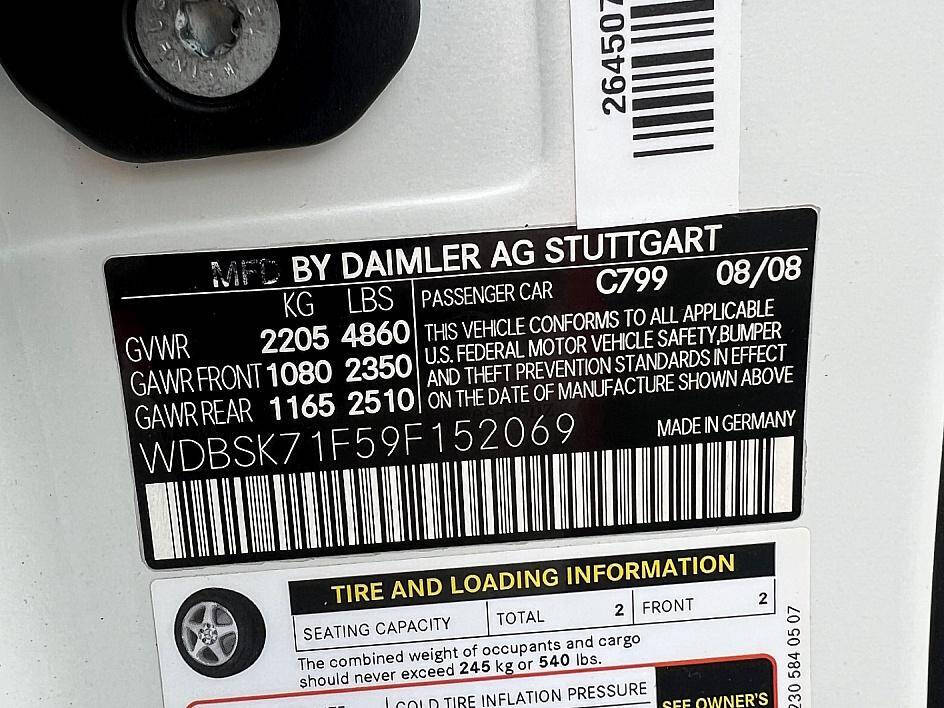 264507
MFD BY DAIMLER AG STUTTGART
C799 08/08
KG LBS
PASSENGER CAR
GVWR 2205 4860
GAWR FRONT 1080 2350
GAWR REAR 1165 2510
THIS VEHICLE CONFORMS TO ALL APPLICABLE
U.S. FEDERAL MOTOR VEHICLE SAFETY,BUMPER
AND THEFT PREVENTION STANDARDS IN EFFECT
ON THE DATE OF MANUFACTURE SHOWN ABOVE
WDBSK71F59F152069
MADE IN GERMANY
TIRE AND LOADING INFORMATION
SEATING CAPACITY TOTAL 2 FRONT 2
The combined weight of occupants and cargo
should never exceed 245 kg or 540 lbs.
COLD TIRE INFLATION PRESSURE
SEE OWNER'S
230 584 05 07